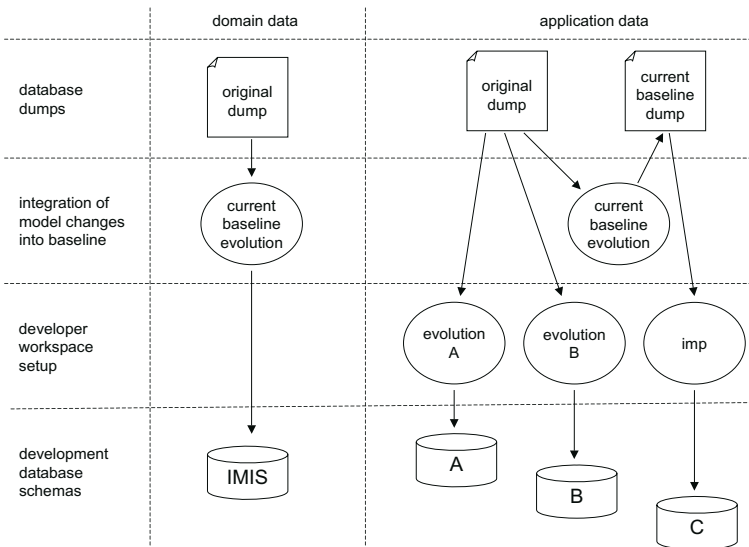 domain data
application data
database
dumps
original
dump
original
dump
current
baseline
dump
integration of
model changes
into baseline
current
baseline
evolution
current
baseline
evolution
developer
workspace
setup
evolution
A
evolution
B
imp
development
database
schemas
IMIS
A
B
C